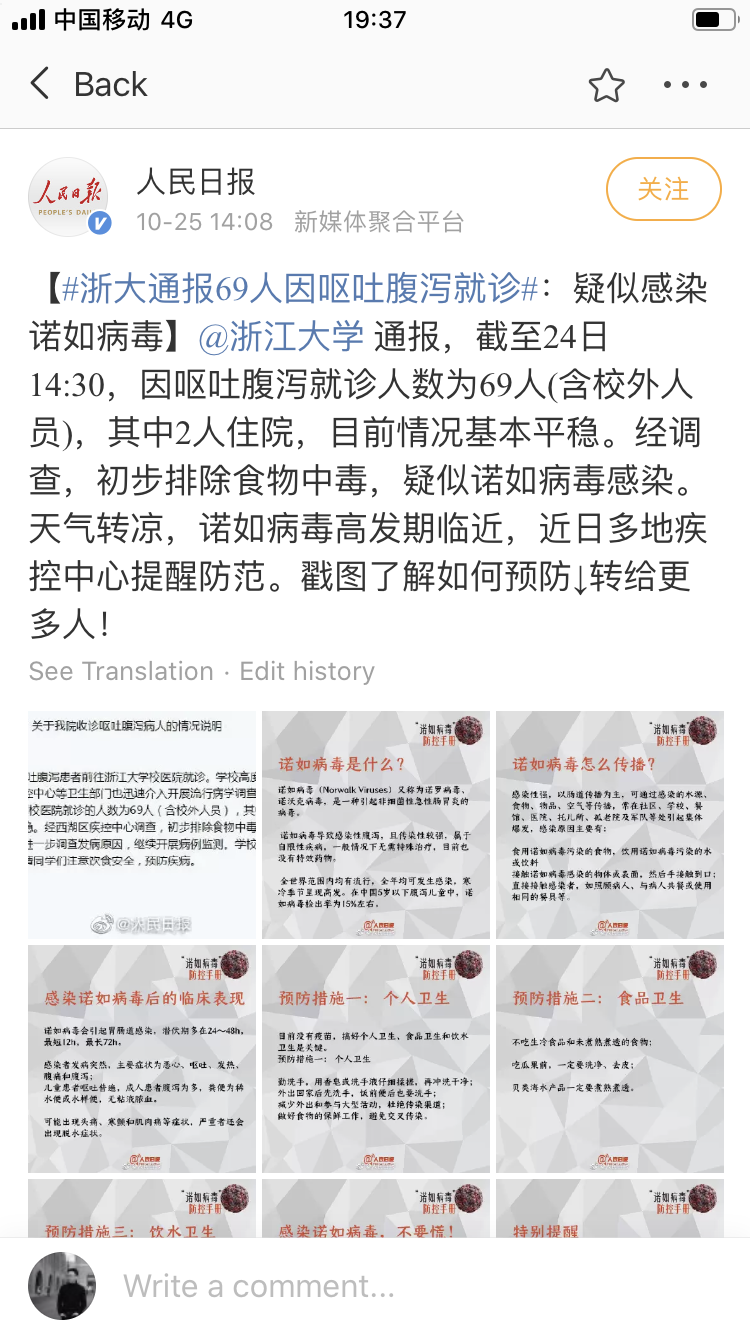 中国移动 4G 19:37
Back
人民日报
人民日报
PEOPLE'S DAI
10-25 14:08 新媒体聚合平台
关注
【#浙大通报69人因呕吐腹泻就诊#：疑似感染
诺如病毒】@浙江大学 通报，截至24日
14:30，因呕吐腹泻就诊人数为69人(含校外人
员)，其中2人住院，目前情况基本平稳。经调
查，初步排除食物中毒，疑似诺如病毒感染。
天气转凉，诺如病毒高发期临近，近日多地疾
控中心提醒防范。戳图了解如何预防↓转给更
多人！
See Translation · Edit history
关于我院收诊呕吐腹泻病人的情况说明
吐腹泻患者前往浙江大学校医院就诊。学校高度
控中心等卫生部门也迅速介入开展流行病学调查
校医院就诊的人数为69人（含校外人员），其
。经西湖区疾控中心调查，初步排除食物中毒
一步调查发病原因，继续开展病例监测。学校
同学们注意饮食安全，预防疾病。
@人民日报
"诺如病毒"
防控手册
诺如病毒是什么？
诺如病毒（Norwalk Viruses）又称为诺罗病毒、
诺沃克病毒，是一种引起非细菌性急性肠胃炎的
病毒。
诺如病毒导致感染性腹泻，且传染性较强，属于
自限性疾病，一般情况下无需特殊治疗，目前也
没有特效药物。
全世界范围内均有流行，全年均可发生感染，寒
冷季节呈现高发。在中国5岁以下腹泻儿童中，诺
如病毒检出率为15%左右。
@人民日报
"诺如病毒"
防控手册
诺如病毒怎么传播？
感染性强，以肠道传播为主，可通过感染的水源、
食物、物品、空气等传播，常在社区、学校、餐
馆、医院、托儿所、孤老院及军队等处引起集体
爆发，感染原因主要有：
食用诺如病毒污染的食物、饮用诺如病毒污染的水
或饮料
接触诺如病毒感染的物体或表面，然后手接触到口；
直接接触感染者，如照顾病人、与病人共餐或使用
相同的餐具等。
@人民日报
"诺如病毒"
防控手册
感染诺如病毒后的临床表现
诺如病毒会引起胃肠道感染，潜伏期多在24～48h，
最短12h，最长72h。
感染者发病突然，主要症状为恶心、呕吐、发热、
腹痛和腹泻；
儿童患者呕吐普遍，成人患者腹泻为多，粪便为稀
水便或水样便，无粘液脓血。
可能出现头痛、寒颤和肌肉痛等症状，严重者还会
出现脱水症状。
@人民日报
"诺如病毒"
防控手册
预防措施一：个人卫生
目前没有疫苗，搞好个人卫生、食品卫生和饮水
卫生是关键。
预防措施一：个人卫生
勤洗手，用香皂或洗手液仔细揉搓，再冲洗干净；
外出回家后先洗手，饭前便后也要洗手；
减少外出和参与大型活动，杜绝传染渠道；
做好食物的保鲜工作，避免交叉传染。
@人民日报
"诺如病毒"
防控手册
预防措施二：食品卫生
不吃生冷食品和未煮熟煮透的食物；
吃瓜果前，一定要洗净、去皮；
贝类海水产品一定要煮熟煮透。
@人民日报
"诺如病毒"
防控手册
预防措施三：饮水卫生
"诺如病毒"
防控手册
感染诺如病毒，不要慌！
"诺如病毒"
防控手册
特别提醒
Write a comment...